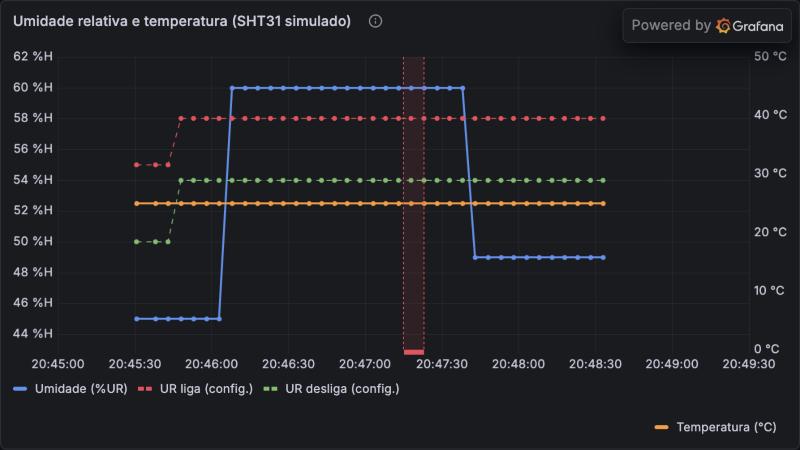 Umidade relativa e temperatura (SHT31 simulado)
Powered by Grafana
62 %H
60 %H
58 %H
56 %H
54 %H
52 %H
50 %H
48 %H
46 %H
44 %H
50 °C
40 °C
30 °C
20 °C
10 °C
0 °C
20:45:00 20:45:30 20:46:00 20:46:30 20:47:00 20:47:30 20:48:00 20:48:30 20:49:00 20:49:30
Umidade (%UR) UR liga (config.) UR desliga (config.)
Temperatura (°C)